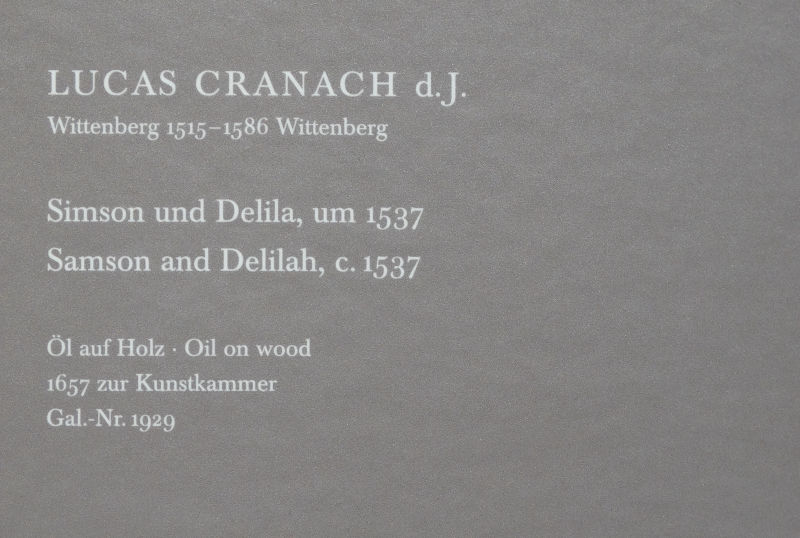 LUCAS CRANACH d.J.
Wittenberg 1515–1586 Wittenberg
Simson und Delila, um 1537
Samson and Delilah, c. 1537
Öl auf Holz · Oil on wood
1657 zur Kunstkammer
Gal.-Nr. 1929